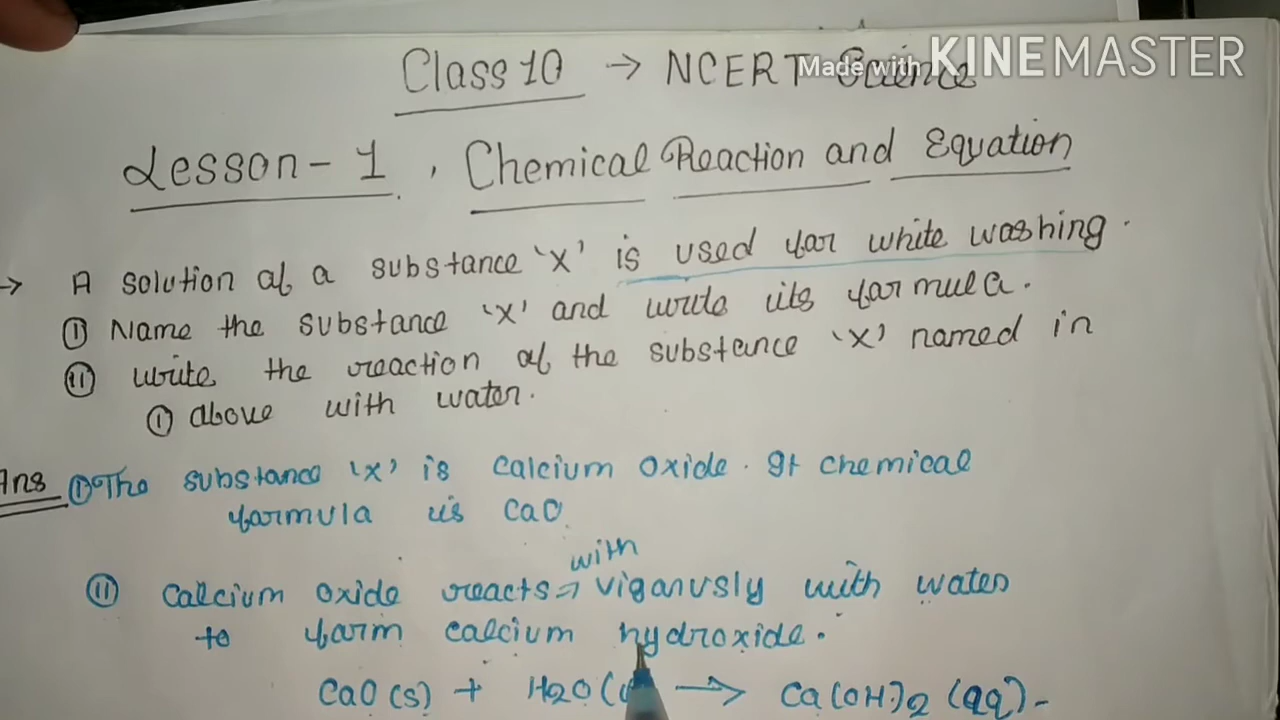 Class 10 → NCERT Science
Made with KINEMASTER
Lesson - 1 , Chemical Reaction and Equation
→ A solution of a substance 'X' is used for white washing.
(i) Name the substance 'X' and write its formula.
(ii) write the reaction of the substance 'X' named in
(i) above with water.
Ans (i) The substance 'X' is calcium oxide. It chemical
formula is CaO
with
(ii) Calcium oxide reacts => vigarusly with water
to form calcium hydroxide.
CaO(s) + H2O( → Ca(OH)2 (aq) -